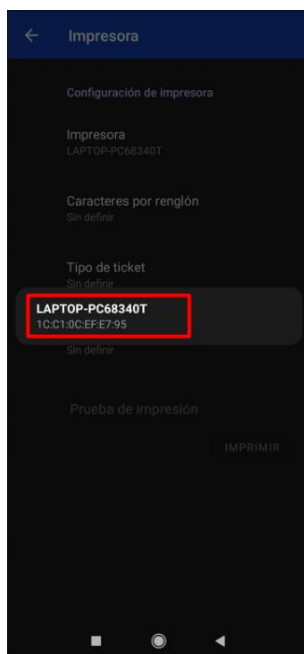 Impresora
Configuración de impresora
Impresora
LAPTOP-PC68340T
Caracteres por renglón
Sin definir
Tipo de ticket
Sin definir
LAPTOP-PC68340T
1C:C1:0C:EF:E7:95
Sin definir
Prueba de impresión
IMPRIMIR